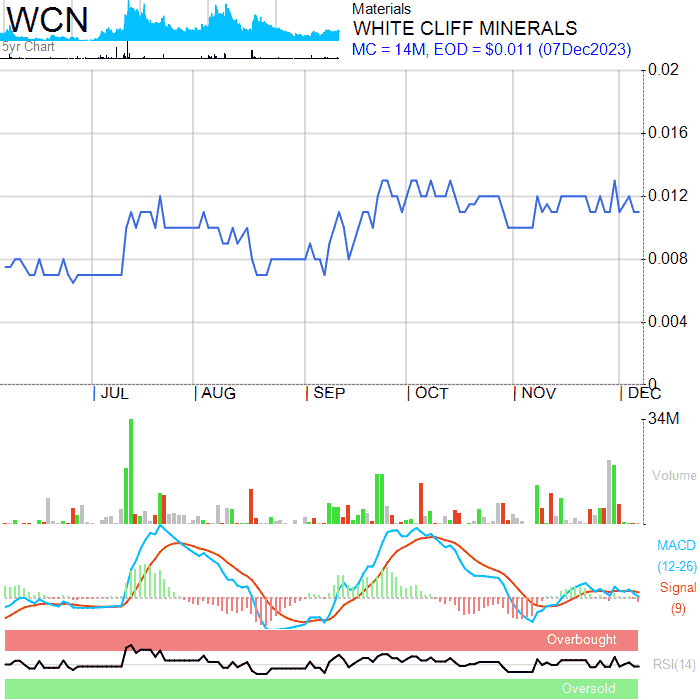 WCN
5yr Chart
Materials
WHITE CLIFF MINERALS
MC = 14M, EOD = $0.011 (07Dec2023)
0.02
0.016
0.012
0.008
0.004
0
JUL AUG SEP OCT NOV DEC
34M
Volume
MACD
(12-26)
Signal
(9)
Overbought
RSI(14)
Oversold